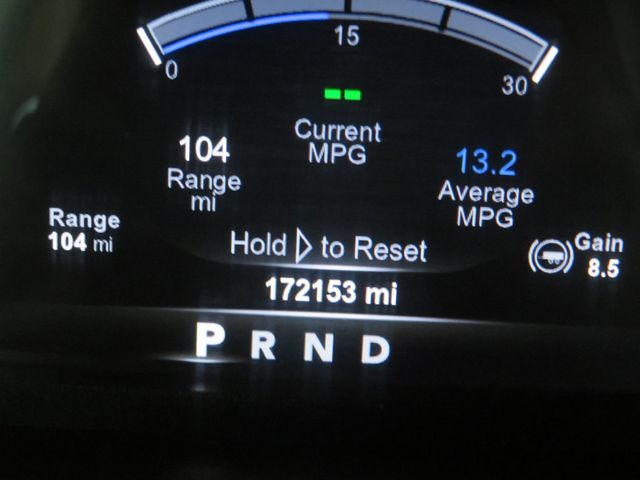 15
0
30
--
Current
MPG
104
Range
mi
13.2
Average
MPG
Range
104 mi
Hold ▷ to Reset
Gain
8.5
172153 mi
P R N D